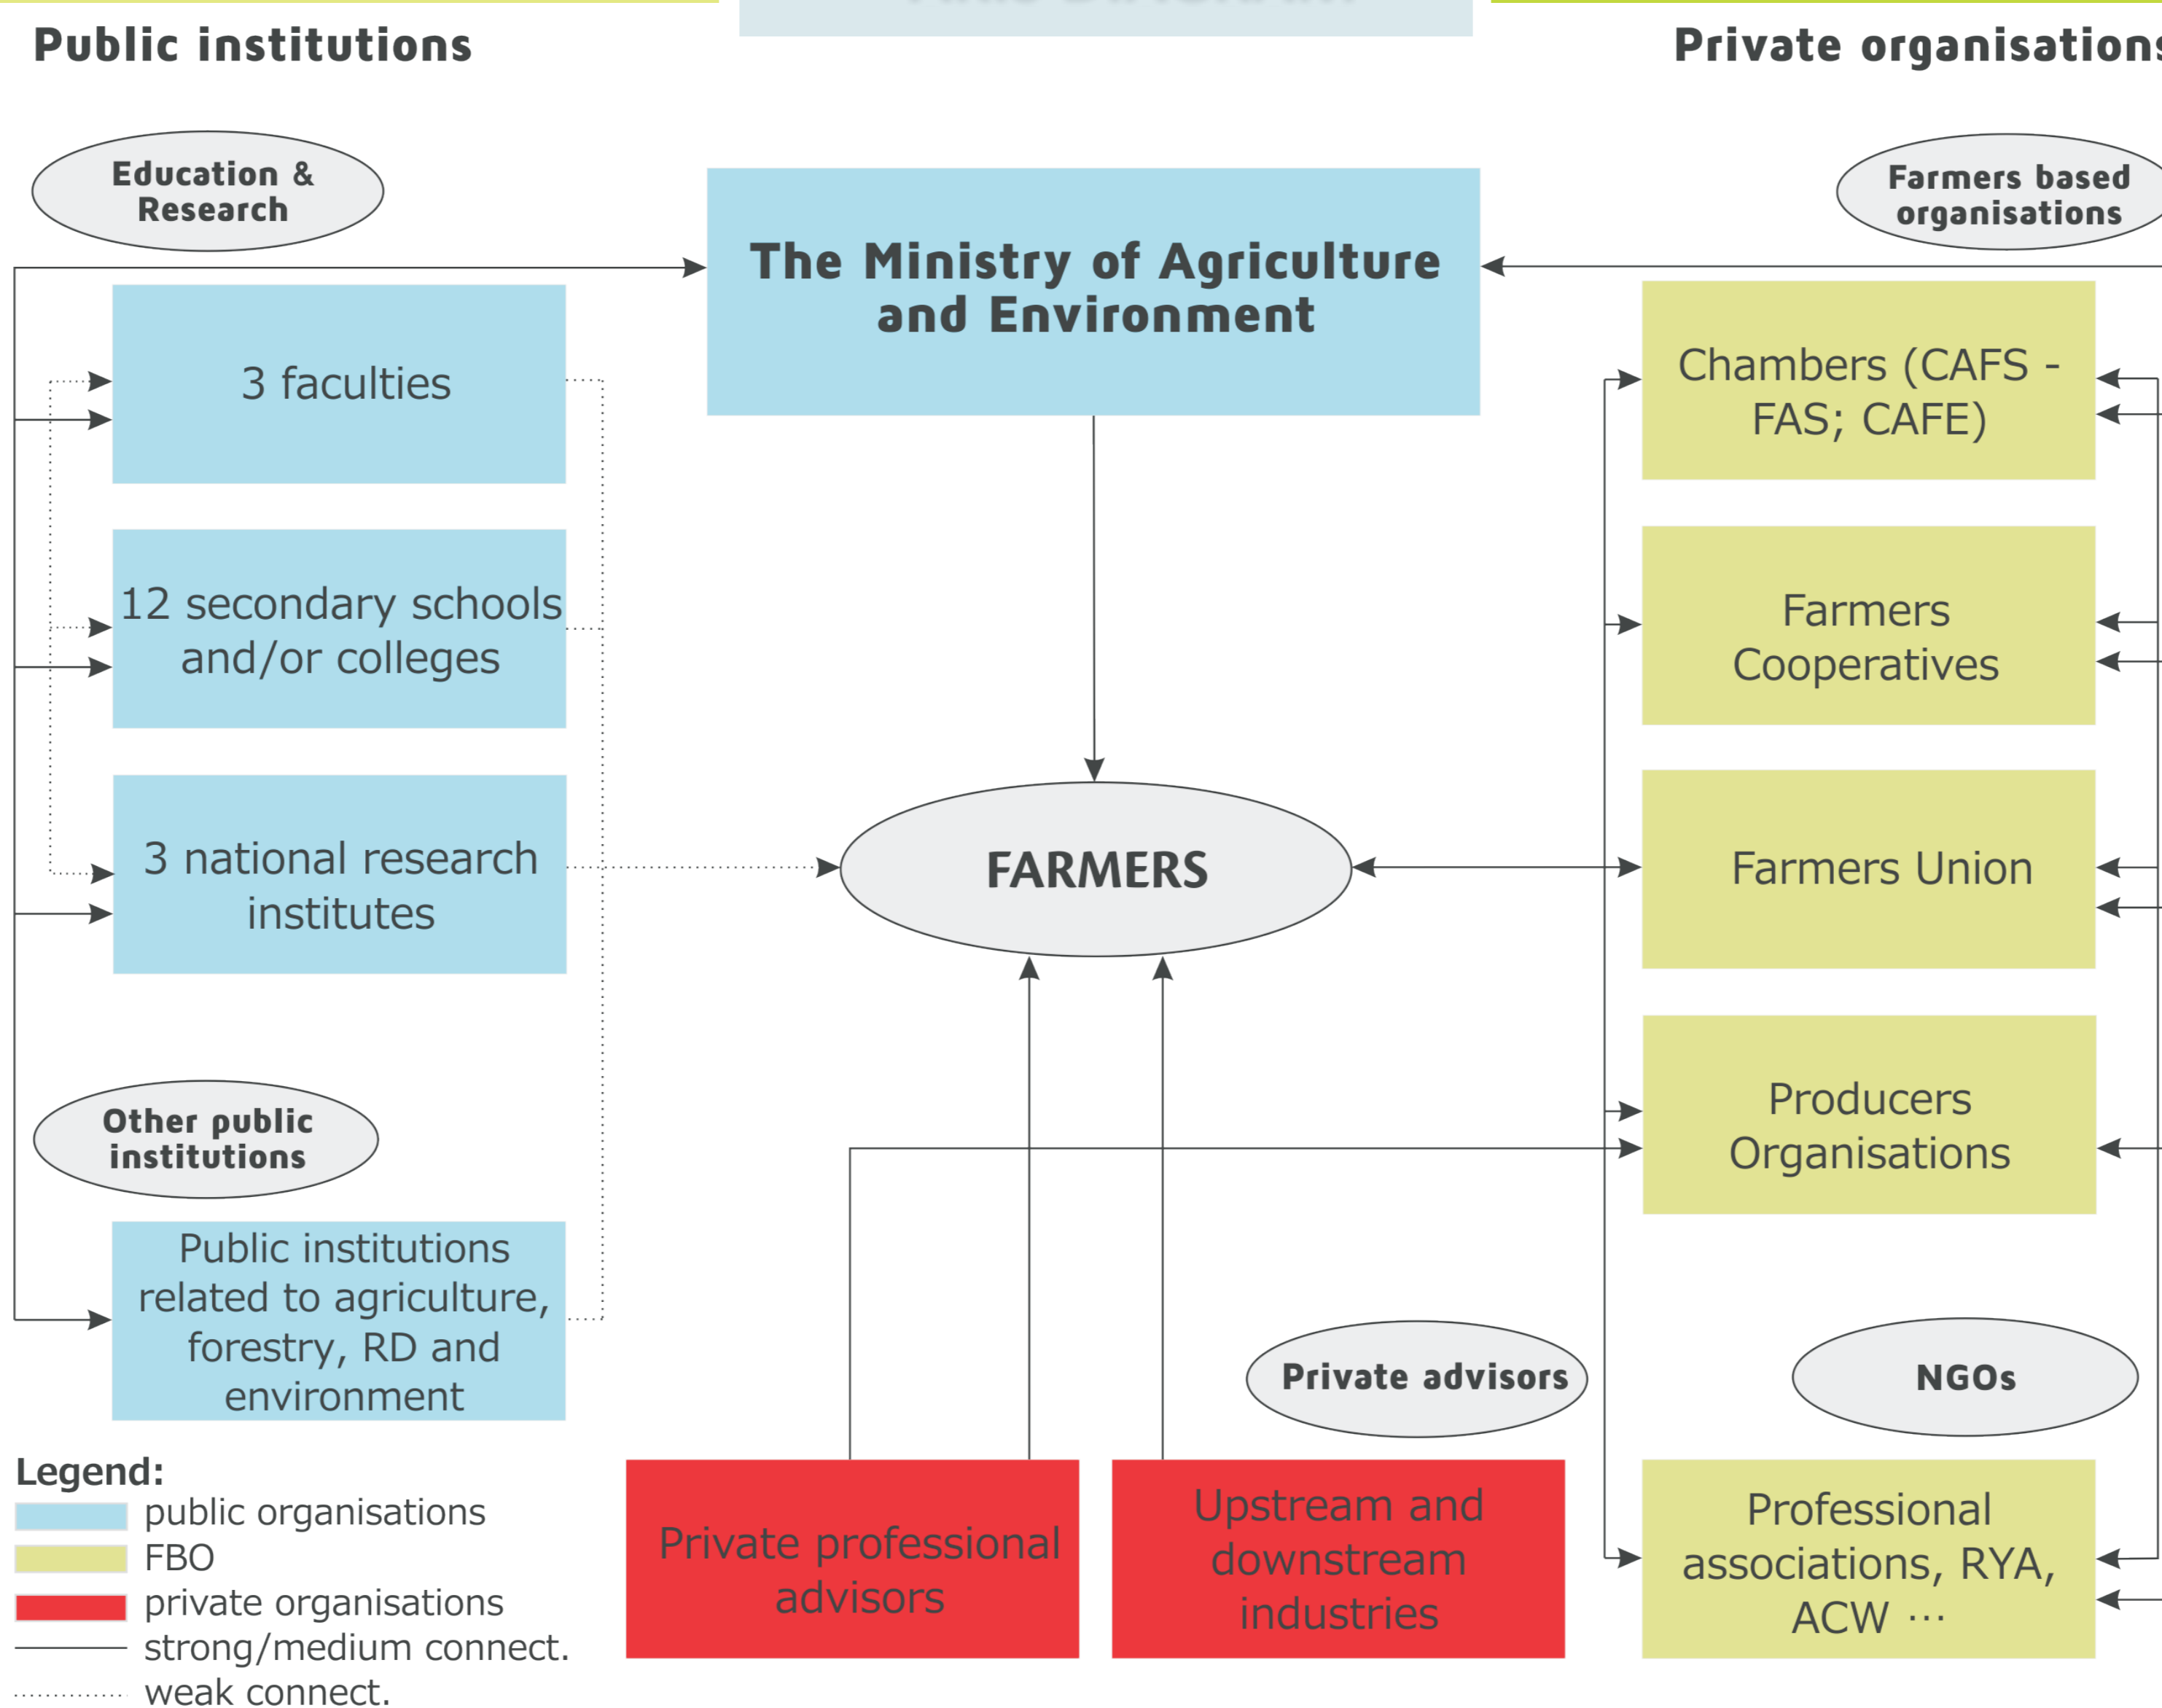 Public institutions
Private organisations
Education &
Research
Farmers based
organisations
The Ministry of Agriculture
and Environment
3 faculties
Chambers (CAFS -
FAS; CAFE)
12 secondary schools
and/or colleges
Farmers
Cooperatives
3 national research
institutes
FARMERS
Farmers Union
Other public
institutions
Producers
Organisations
Public institutions
related to agriculture,
forestry, RD and
environment
Private advisors
NGOs
Legend:
public organisations
FBO
private organisations
strong/medium connect.
weak connect.
Private professional
advisors
Upstream and
downstream
industries
Professional
associations, RYA,
ACW ...